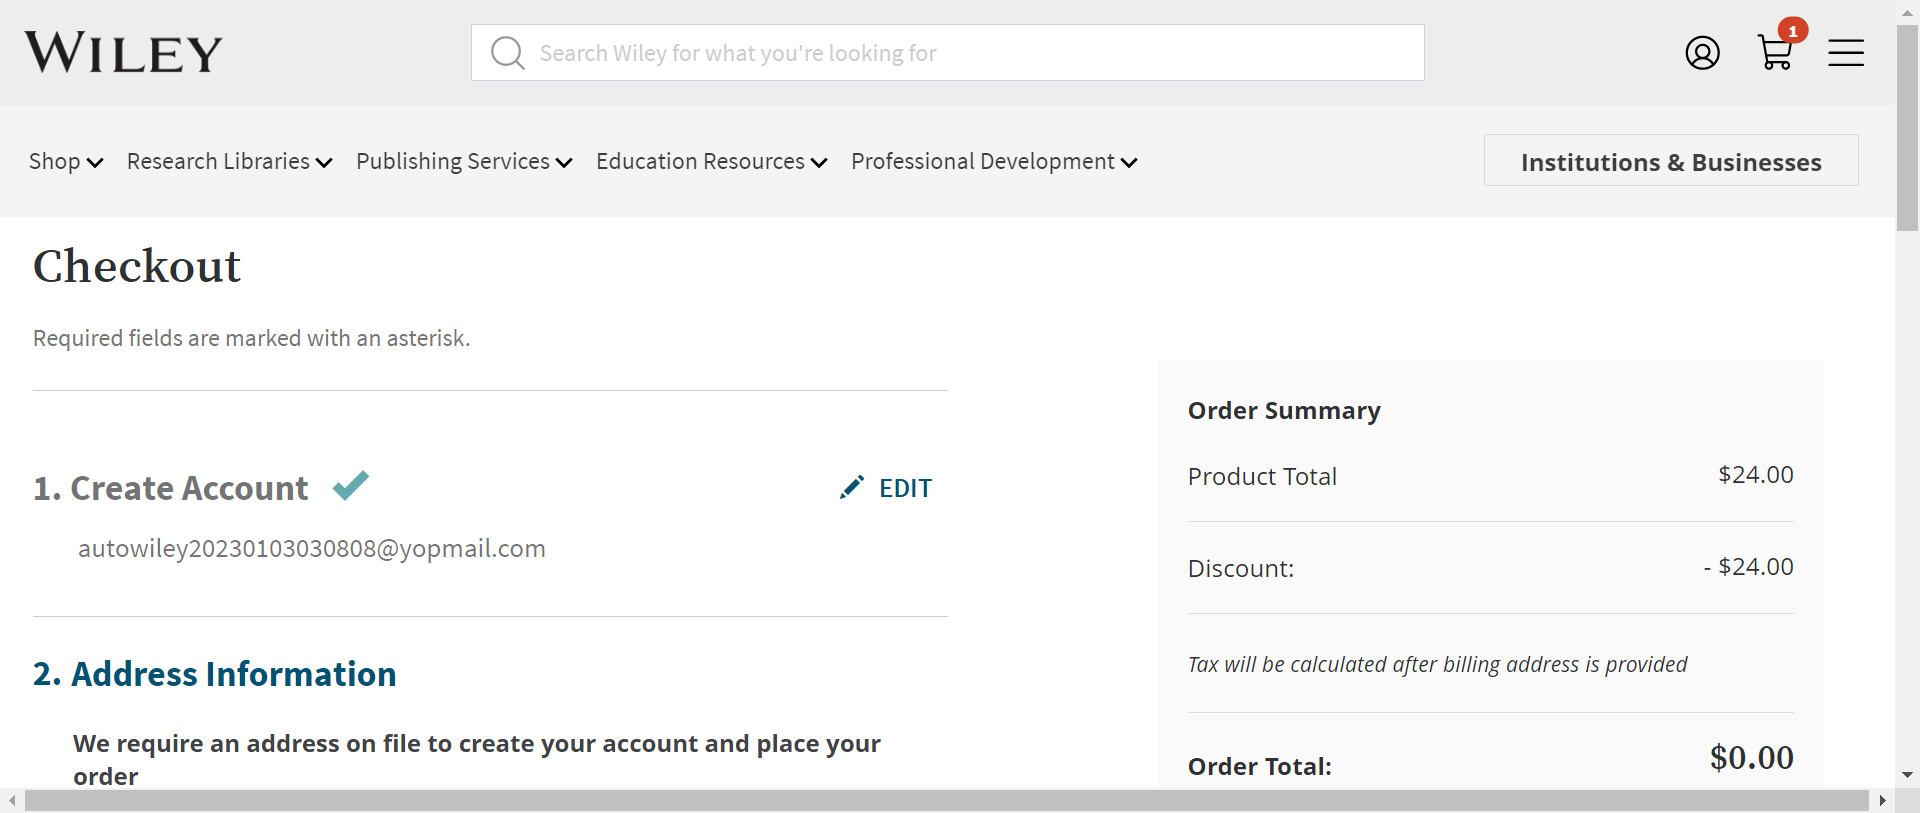 WILEY
Search Wiley for what you're looking for
1
Shop
Research Libraries
Publishing Services
Education Resources
Professional Development
Institutions & Businesses
Checkout
Required fields are marked with an asterisk.
1. Create Account
EDIT
autowiley20230103030808@yopmail.com
2. Address Information
We require an address on file to create your account and place your
order
Order Summary
Product Total
$24.00
Discount:
- $24.00
Tax will be calculated after billing address is provided
Order Total:
$0.00